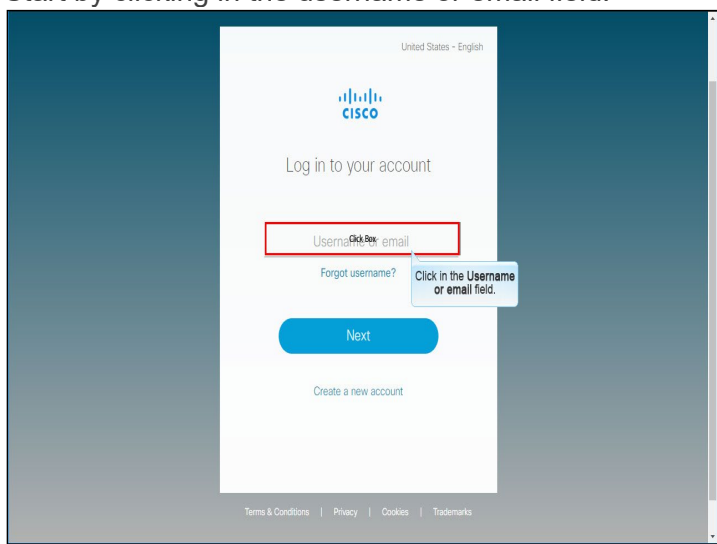 Start by clicking in the username or email field.
United States - English
CISCO
Log in to your account
Username or email
Click Box
Forgot username?
Click in the Username
or email field.
Next
Create a new account
Terms & Conditions | Privacy | Cookies | Trademarks